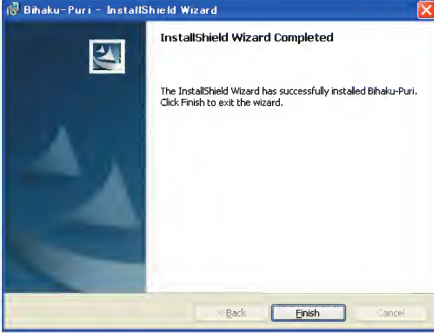 Bihaku-Puri - InstallShield Wizard
InstallShield Wizard Completed
The InstallShield Wizard has successfully installed Bihaku-Puri.
Click Finish to exit the wizard.
< Back
Finish
Cancel